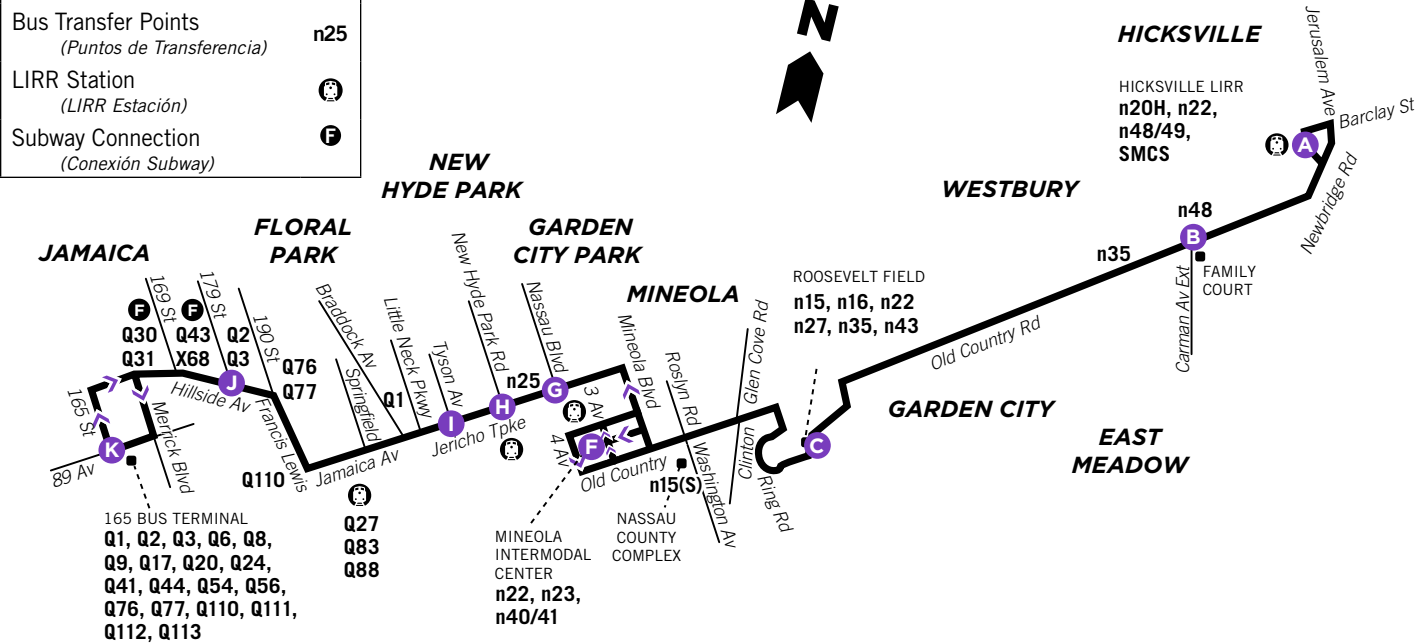 Bus Transfer Points
(Puntos de Transferencia)
n25
LIRR Station
(LIRR Estación)
Subway Connection
(Conexión Subway)
F
N
HICKSVILLE
HICKSVILLE LIRR
n20H, n22,
n48/49,
SMCS
Jerusalem Ave
Barclay St
A
Newbridge Rd
WESTBURY
n48
B
n35
FAMILY
COURT
Carman Av Ext
Old Country Rd
NEW
HYDE PARK
FLORAL
PARK
GARDEN
CITY PARK
JAMAICA
MINEOLA
ROOSEVELT FIELD
n15, n16, n22
n27, n35, n43
GARDEN CITY
EAST
MEADOW
169 St
179 St
190 St
F
F
Q30
Q31
Q43
X68
Q2
Q3
Q76
Q77
J
Hillside Av
165 St
Merrick Blvd
K
89 Av
Francis Lewis
Q110
Braddock Av
Springfield
Little Neck Pkwy
Tyson Av
Q1
Jamaica Av
Q27
Q83
Q88
I
Jericho Tpke
New Hyde Park Rd
H
n25
Nassau Blvd
G
3 Av
4 Av
F
Mineola Blvd
Old Country
Roslyn Rd
Washington Av
n15(S)
Glen Cove Rd
Clinton
Ring Rd
C
NASSAU
COUNTY
COMPLEX
MINEOLA
INTERMODAL
CENTER
n22, n23,
n40/41
165 BUS TERMINAL
Q1, Q2, Q3, Q6, Q8,
Q9, Q17, Q20, Q24,
Q41, Q44, Q54, Q56,
Q76, Q77, Q110, Q111,
Q112, Q113